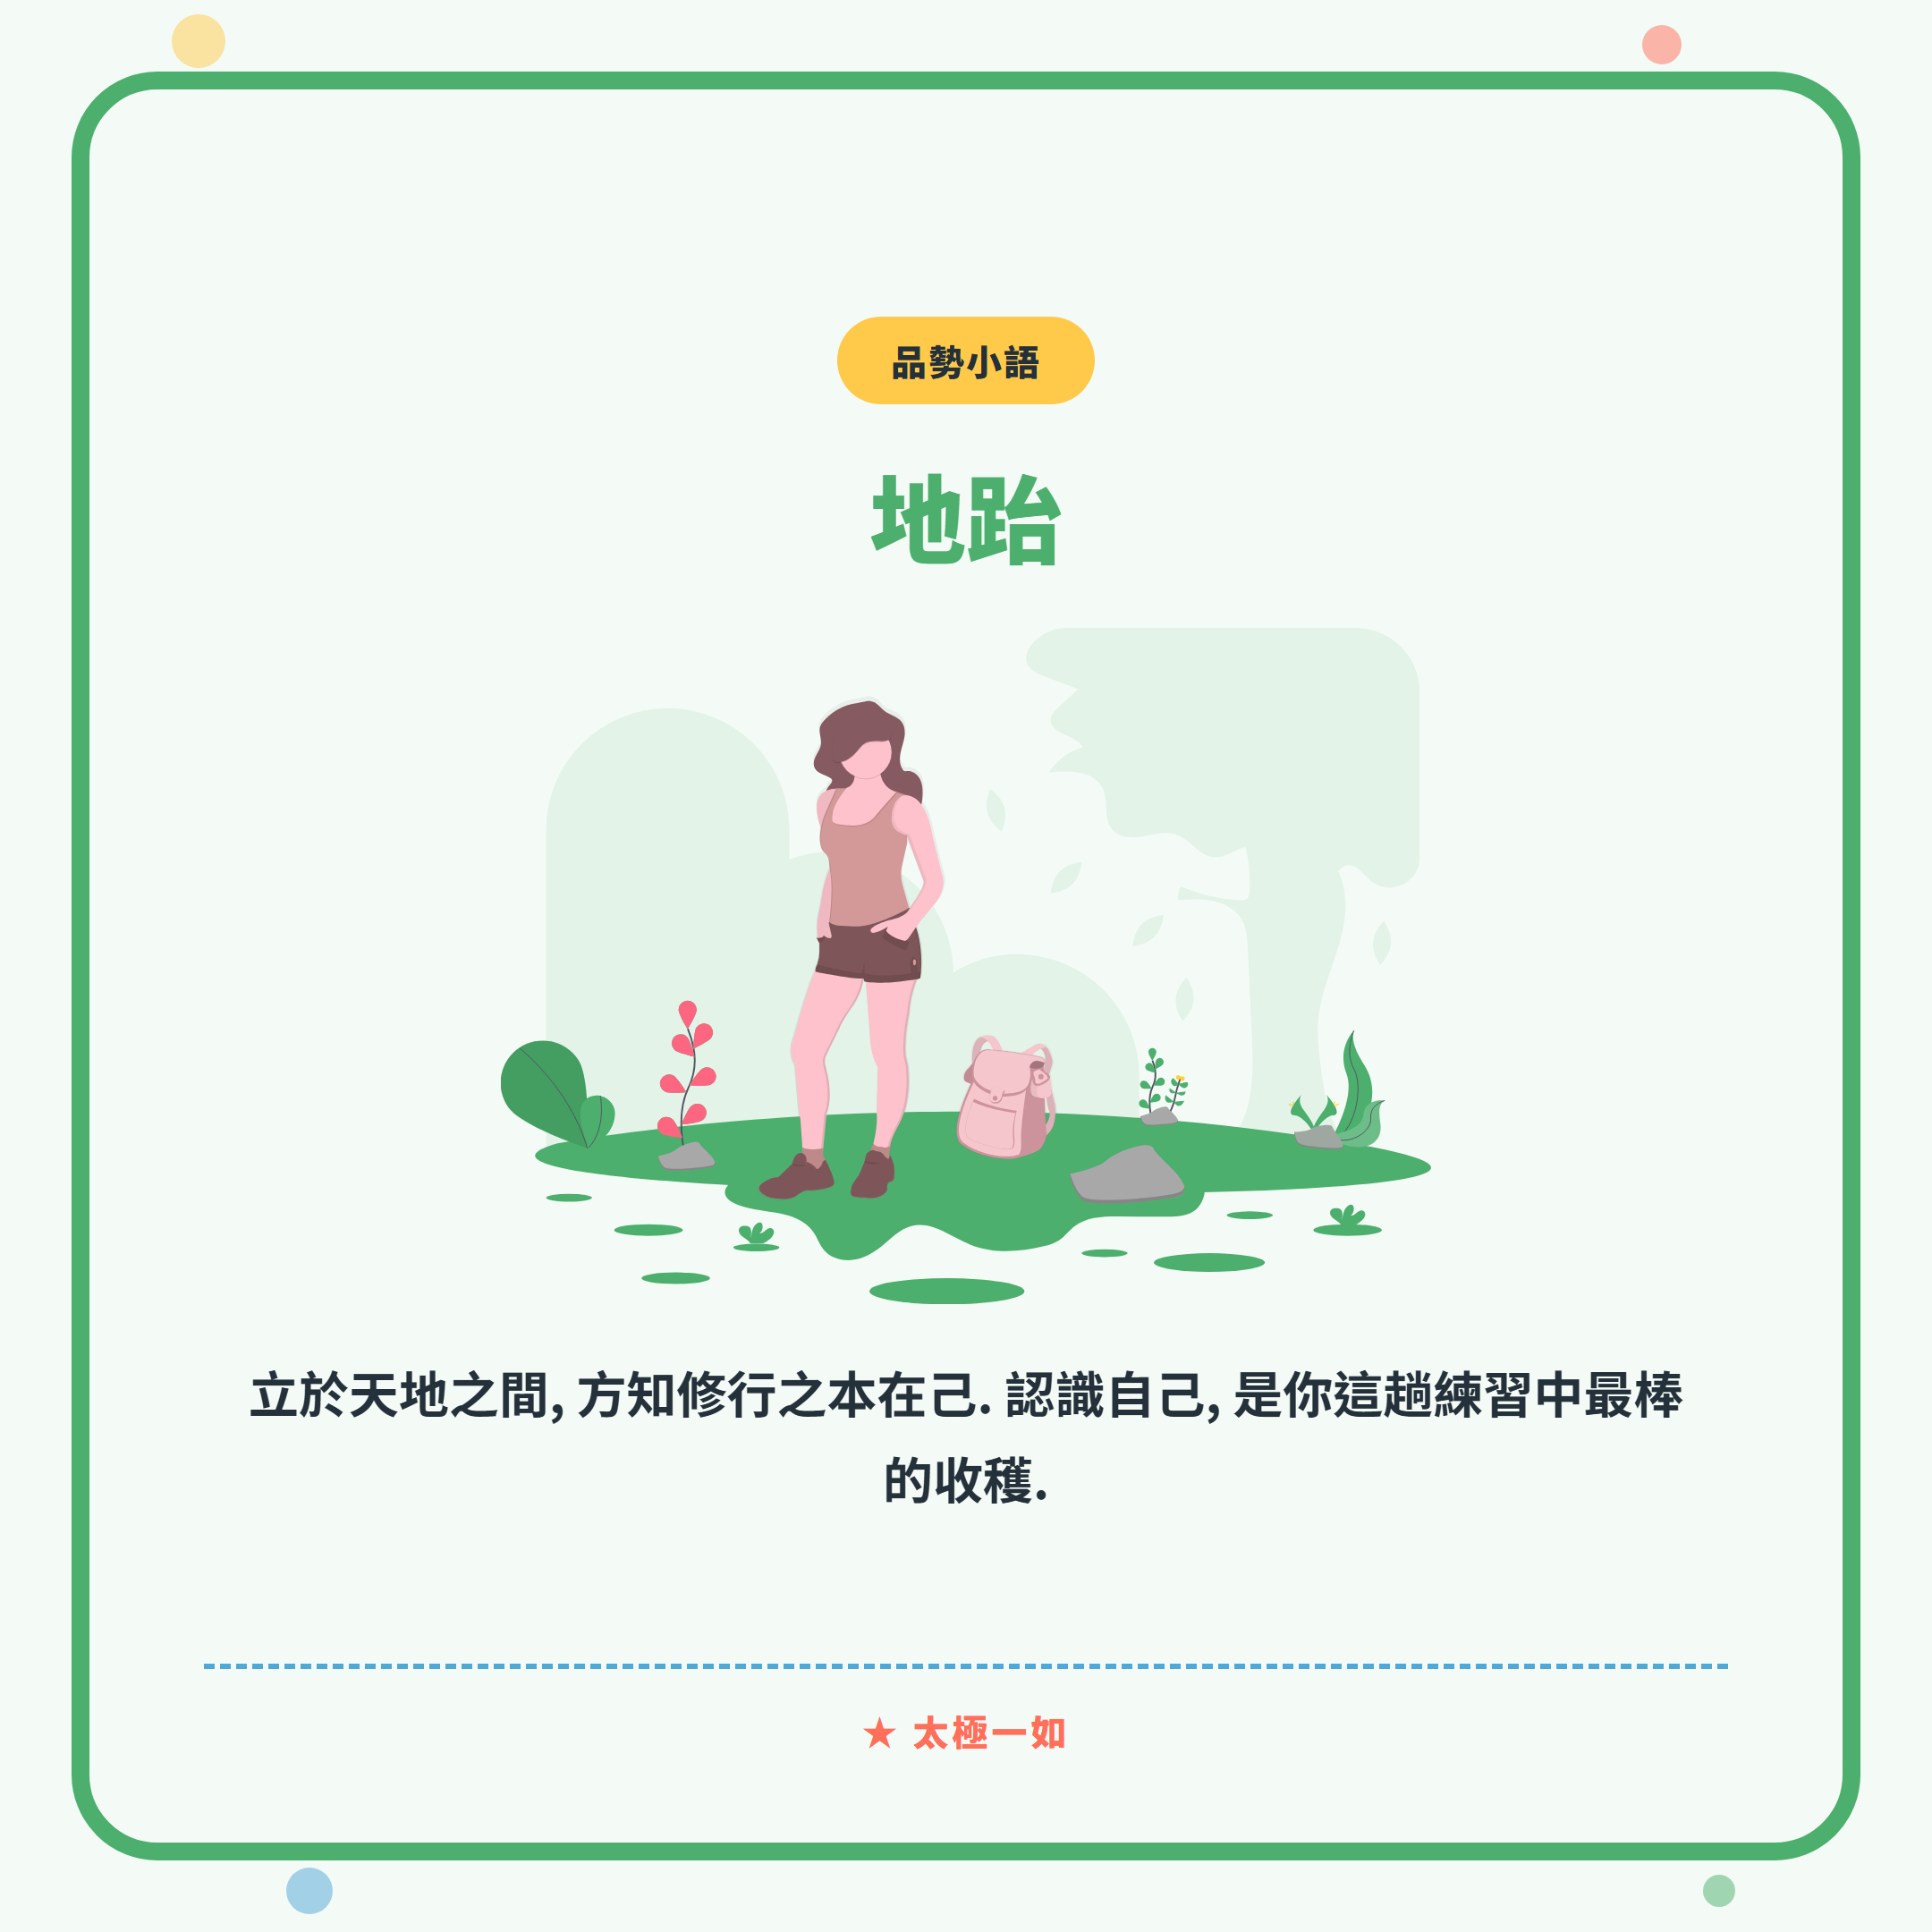 品勢小語
地跆
立於天地之間, 方知修行之本在己. 認識自己, 是你這趟練習中最棒
的收穫.
★ 太極一如